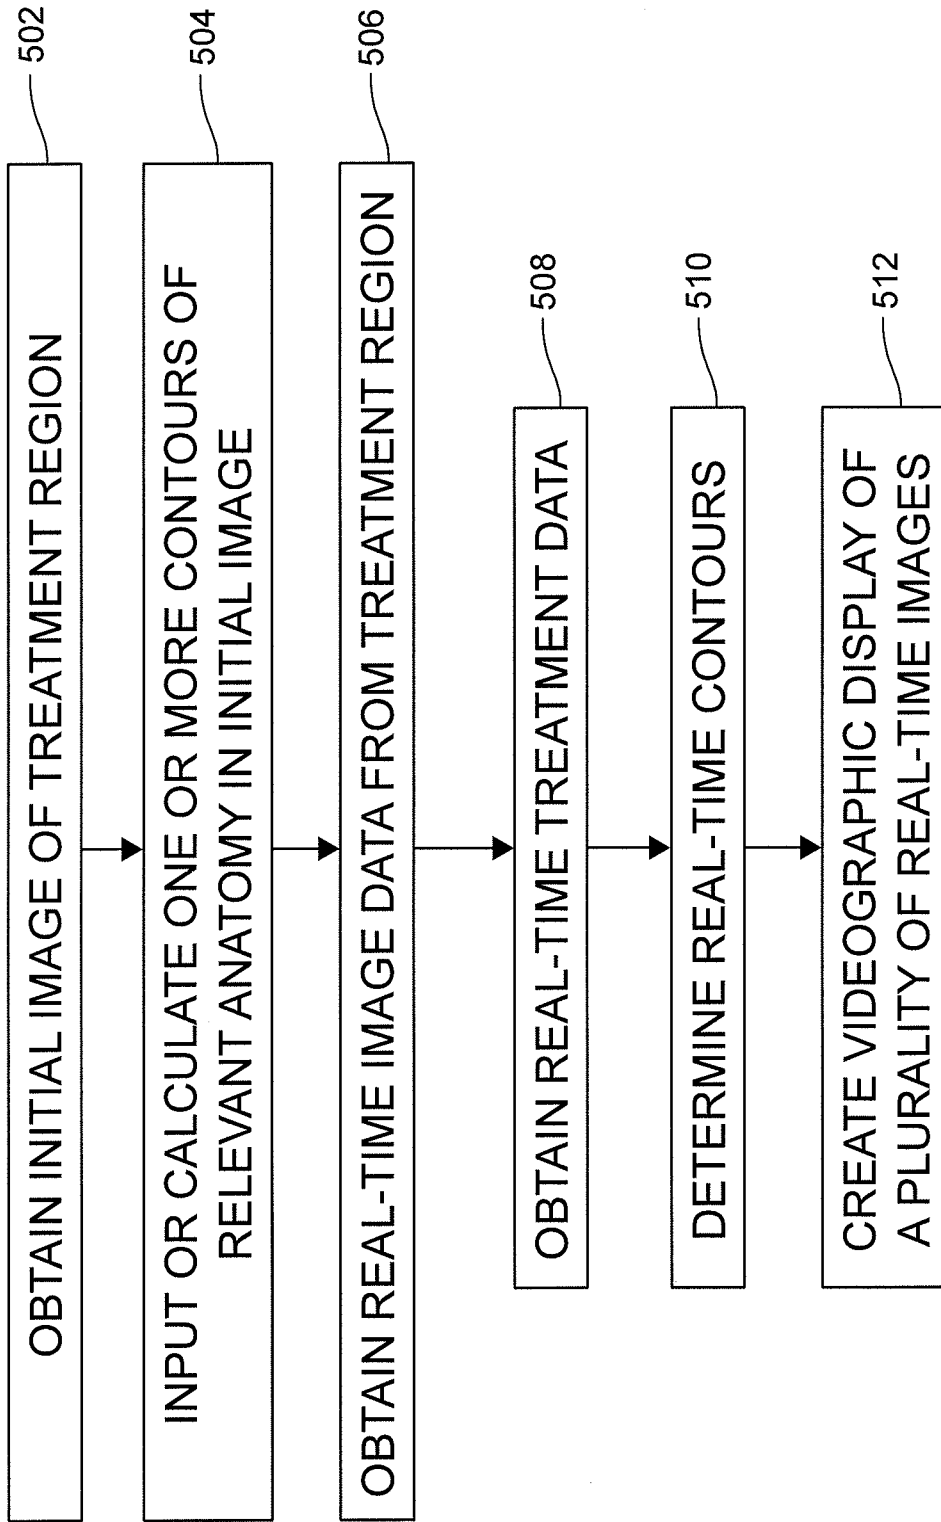 OBTAIN INITIAL IMAGE OF TREATMENT REGION
502
INPUT OR CALCULATE ONE OR MORE CONTOURS OF
RELEVANT ANATOMY IN INITIAL IMAGE
504
OBTAIN REAL-TIME IMAGE DATA FROM TREATMENT REGION
506
OBTAIN REAL-TIME TREATMENT DATA
508
DETERMINE REAL-TIME CONTOURS
510
CREATE VIDEOGRAPHIC DISPLAY OF
A PLURALITY OF REAL-TIME IMAGES
512